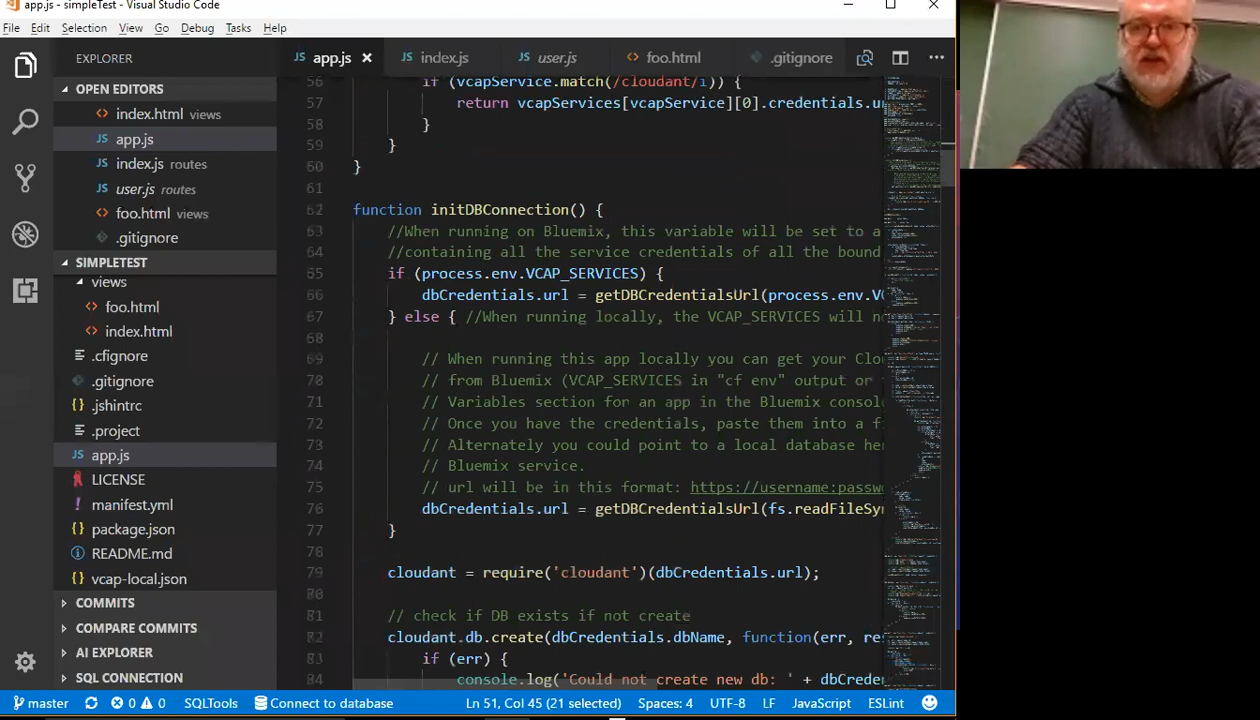 app.js - simpleTest - Visual Studio Code
File Edit Selection View Go Debug Tasks Help
EXPLORER
OPEN EDITORS
index.html views
app.js
index.js routes
user.js routes
foo.html views
.gitignore
SIMPLETEST
views
foo.html
index.html
.cfignore
.gitignore
.jshintrc
.project
app.js
LICENSE
manifest.yml
package.json
README.md
vcap-local.json
COMMITS
COMPARE COMMITS
AI EXPLORER
SQL CONNECTION
JS app.js JS index.js JS user.js <> foo.html .gitignore
56 if (vcapService.match(/cloudant/i)) {
57 return vcapServices[vcapService][0].credentials.
58 }
59 }
60 }
61
62 function initDBConnection() {
63 //When running on Bluemix, this variable will be set to a
64 //containing all the service credentials of all the bound
65 if (process.env.VCAP_SERVICES) {
66 dbCredentials.url = getDBCredentialsUrl(process.env.
67 } else { //When running locally, the VCAP_SERVICES will
68
69 // When running this app locally you can get your
70 // from Bluemix (VCAP_SERVICES in "cf env" output or
71 // Variables section for an app in the Bluemix
72 // Once you have the credentials, paste them into a
73 // Alternately you could point to a local database
74 // Bluemix service.
75 // url will be in this format: https://username:
76 dbCredentials.url = getDBCredentialsUrl(fs.
77 }
78
79 cloudant = require('cloudant')(dbCredentials.url);
80
81 // check if DB exists if not create
82 cloudant.db.create(dbCredentials.dbName, function(err,
83 if (err) {
84 console.log('Could not create new db: ' +
master 0 0 SQLTools Connect to database Ln 51, Col 45 (21 selected) Spaces: 4 UTF-8 LF JavaScript ESLint